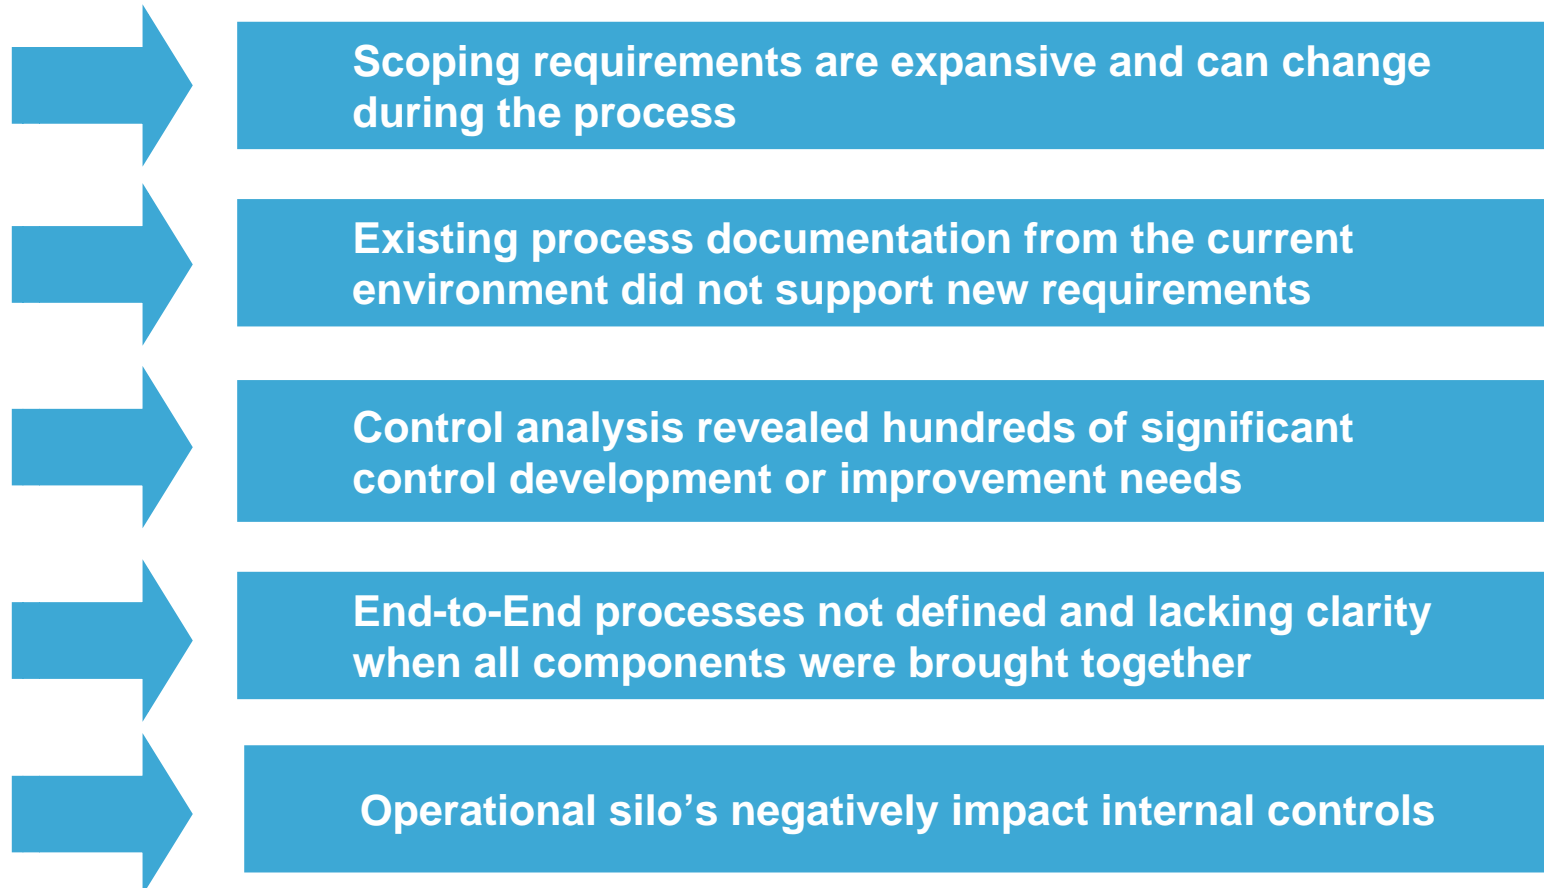 Scoping requirements are expansive and can change
during the process
Existing process documentation from the current
environment did not support new requirements
Control analysis revealed hundreds of significant
control development or improvement needs
End-to-End processes not defined and lacking clarity
when all components were brought together
Operational silo’s negatively impact internal controls